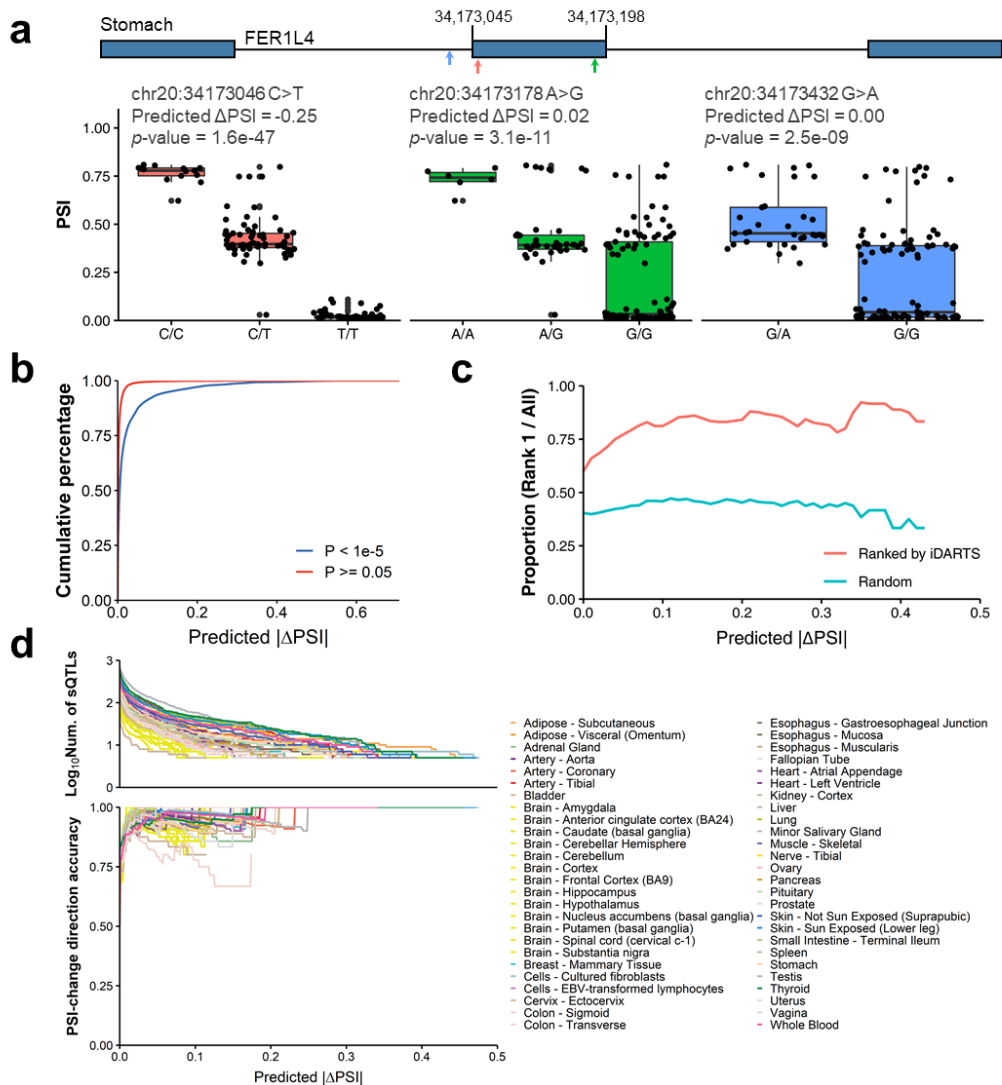 a
Stomach
FER1L4
34,173,045
34,173,198
chr20:34173046 C>T
Predicted ΔPSI = -0.25
p-value = 1.6e-47
chr20:34173178 A>G
Predicted ΔPSI = 0.02
p-value = 3.1e-11
chr20:34173432 G>A
Predicted ΔPSI = 0.00
p-value = 2.5e-09
PSI
1.00
0.75
0.50
0.25
0.00
C/C
C/T
T/T
A/A
A/G
G/G
G/A
G/G
b
Cumulative percentage
1.00
0.75
0.50
0.25
0.00
P < 1e-5
P >= 0.05
0.0
0.2
0.4
0.6
Predicted |ΔPSI|
c
Proportion (Rank 1 / All)
1.00
0.75
0.50
0.25
0.00
Ranked by iDARTS
Random
0.0
0.1
0.2
0.3
0.4
0.5
Predicted |ΔPSI|
d
Log10Num. of sQTLs
3
2
1
0
PSI-change direction accuracy
1.00
0.75
0.50
0.25
0.00
0.0
0.1
0.2
0.3
0.4
0.5
Predicted |ΔPSI|
Adipose - Subcutaneous
Adipose - Visceral (Omentum)
Adrenal Gland
Artery - Aorta
Artery - Coronary
Artery - Tibial
Bladder
Brain - Amygdala
Brain - Anterior cingulate cortex (BA24)
Brain - Caudate (basal ganglia)
Brain - Cerebellar Hemisphere
Brain - Cerebellum
Brain - Cortex
Brain - Frontal Cortex (BA9)
Brain - Hippocampus
Brain - Hypothalamus
Brain - Nucleus accumbens (basal ganglia)
Brain - Putamen (basal ganglia)
Brain - Spinal cord (cervical c-1)
Brain - Substantia nigra
Breast - Mammary Tissue
Cells - Cultured fibroblasts
Cells - EBV-transformed lymphocytes
Cervix - Ectocervix
Colon - Sigmoid
Colon - Transverse
Esophagus - Gastroesophageal Junction
Esophagus - Mucosa
Esophagus - Muscularis
Fallopian Tube
Heart - Atrial Appendage
Heart - Left Ventricle
Kidney - Cortex
Liver
Lung
Minor Salivary Gland
Muscle - Skeletal
Nerve - Tibial
Ovary
Pancreas
Pituitary
Prostate
Skin - Not Sun Exposed (Suprapubic)
Skin - Sun Exposed (Lower leg)
Small Intestine - Terminal Ileum
Spleen
Stomach
Testis
Thyroid
Uterus
Vagina
Whole Blood